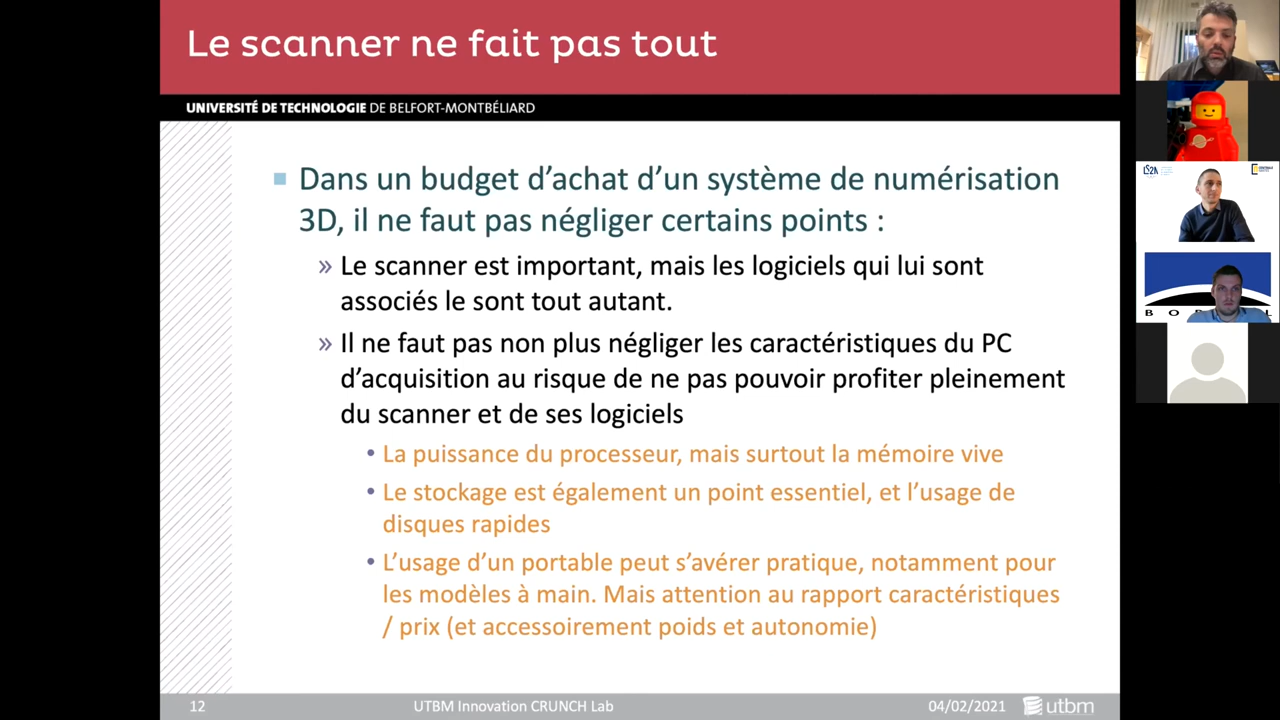 Le scanner ne fait pas tout
UNIVERSITÉ DE TECHNOLOGIE DE BELFORT-MONTBÉLIARD
Dans un budget d’achat d’un système de numérisation
3D, il ne faut pas négliger certains points :
» Le scanner est important, mais les logiciels qui lui sont
associés le sont tout autant.
» Il ne faut pas non plus négliger les caractéristiques du PC
d’acquisition au risque de ne pas pouvoir profiter pleinement
du scanner et de ses logiciels
• La puissance du processeur, mais surtout la mémoire vive
• Le stockage est également un point essentiel, et l’usage de
disques rapides
• L’usage d’un portable peut s’avérer pratique, notamment pour
les modèles à main. Mais attention au rapport caractéristiques
/ prix (et accessoirement poids et autonomie)
12
UTBM Innovation CRUNCH Lab
04/02/2021
utbm
LS2N